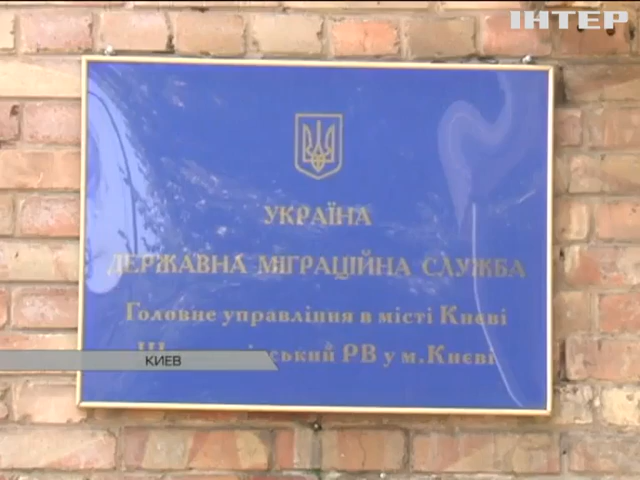 ІНТЕР
УКРАЇНА
ДЕРЖАВНА МІГРАЦІЙНА СЛУЖБА
Головне управління в місті Києві
РВ у м. Києві
КИЕВ